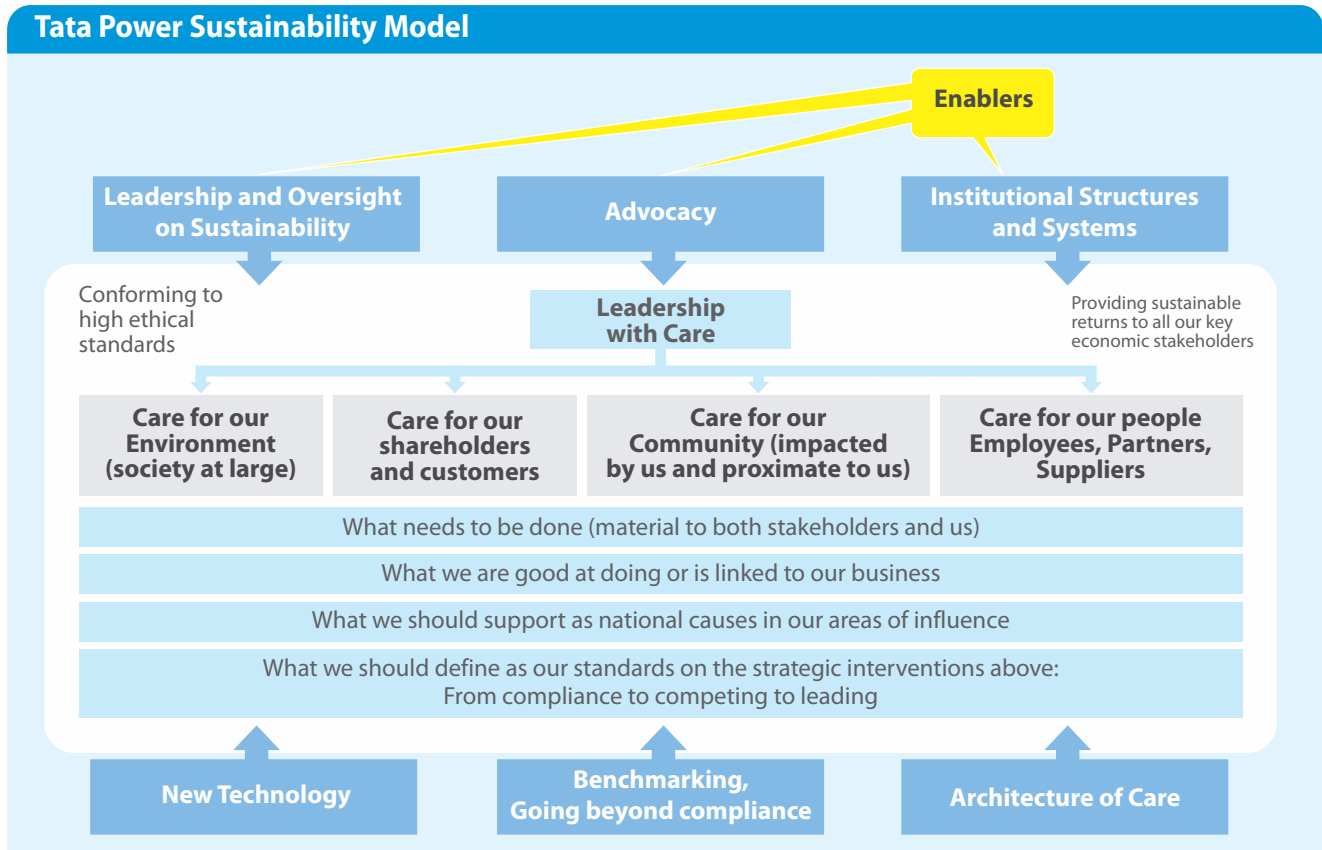 Tata Power Sustainability Model
Enablers
Leadership and Oversight
on Sustainability
Advocacy
Institutional Structures
and Systems
Conforming to
high ethical
standards
Leadership
with Care
Providing sustainable
returns to all our key
economic stakeholders
Care for our
Environment
(society at large)
Care for our
shareholders
and customers
Care for our
Community (impacted
by us and proximate to us)
Care for our people
Employees, Partners,
Suppliers
What needs to be done (material to both stakeholders and us)
What we are good at doing or is linked to our business
What we should support as national causes in our areas of influence
What we should define as our standards on the strategic interventions above:
From compliance to competing to leading
New Technology
Benchmarking,
Going beyond compliance
Architecture of Care